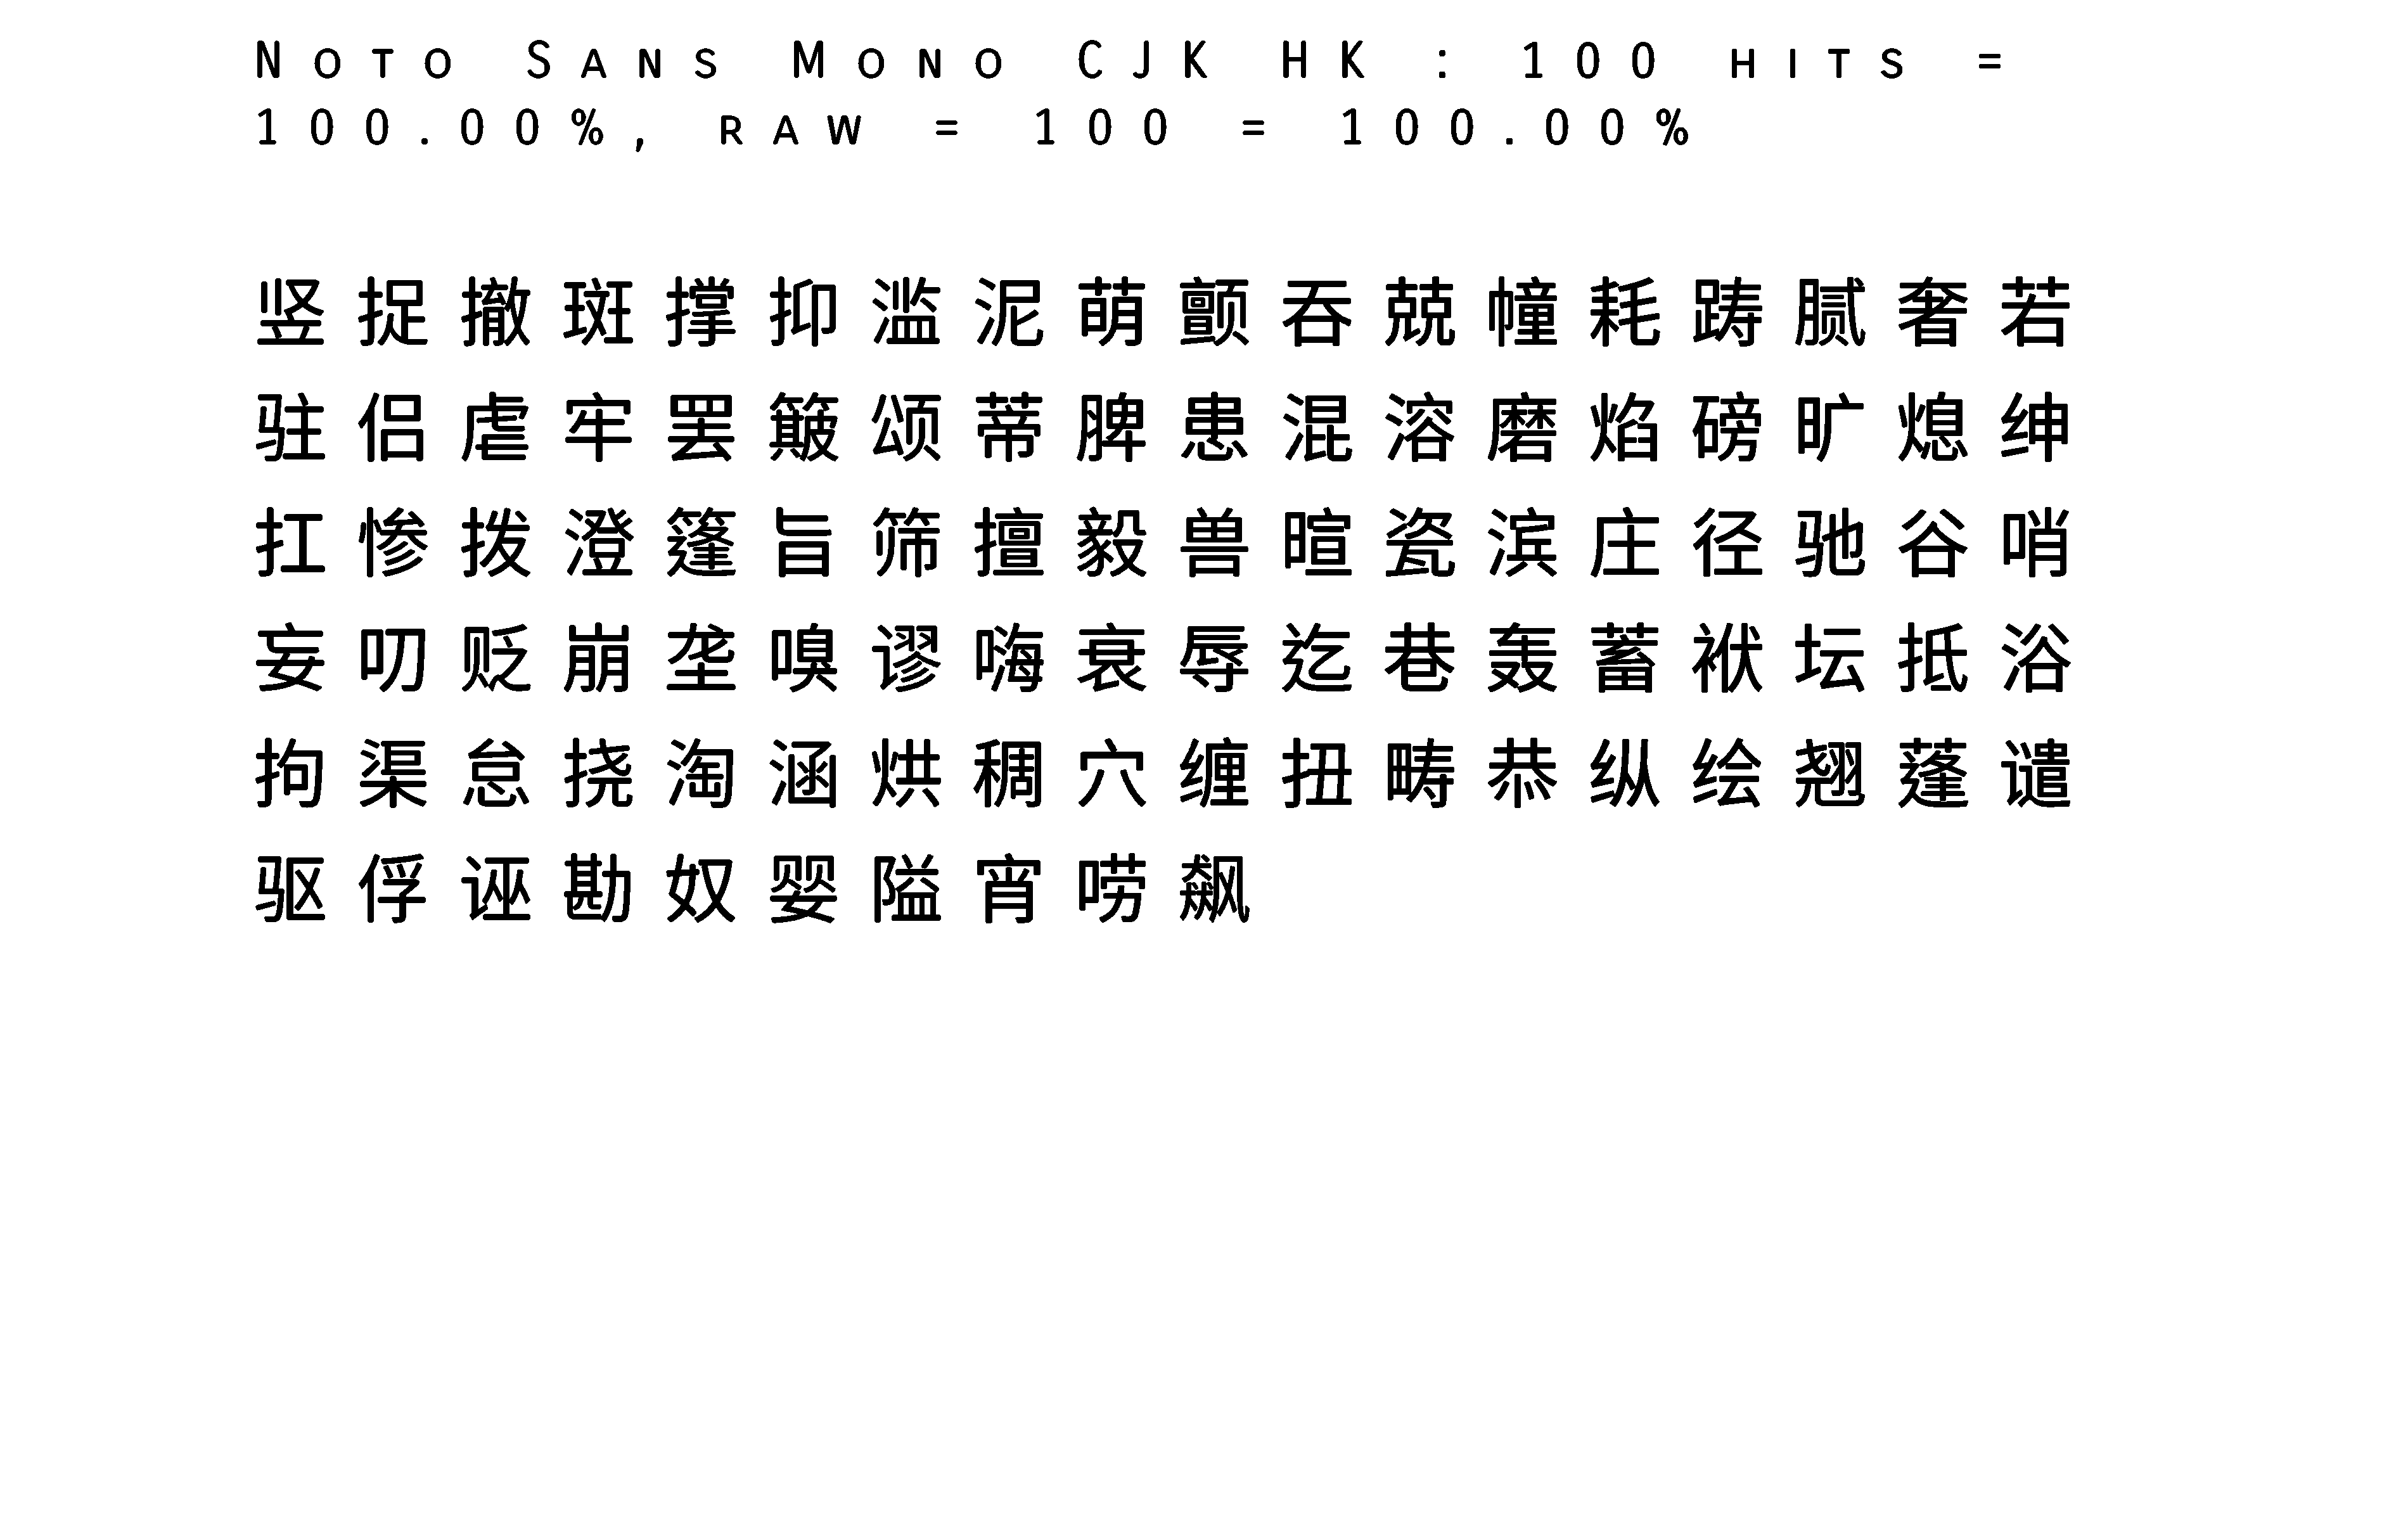 Noto Sans Mono CJK HK : 100 hits =
100.00%, raw = 100 = 100.00%
竖捉撤斑撑抑滥泥萌颤吞兢幢耗踌腻奢若
驻侣虐牢罢簸颂蒂脾患混溶磨焰磅旷熄绅
扛惨拨澄篷旨筛擅毅兽暄瓷滨庄径驰谷哨
妄叨贬崩垄嗅谬嗨衰辱迄巷轰蓄袱坛抵浴
拘渠怠挠淘涵烘稠穴缠扭畴恭纵绘翘蓬谴
驱俘诬勘奴婴隘宵唠飙